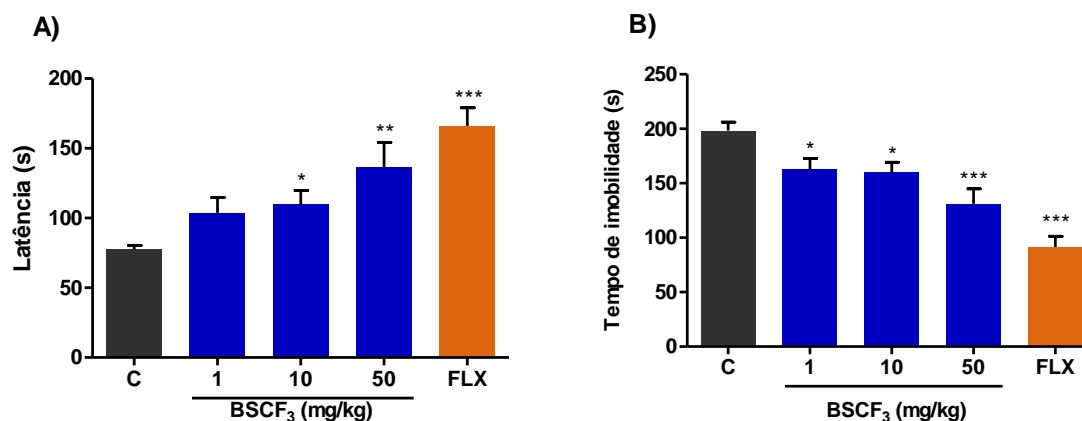 A)
Latência (s)
200
150
100
50
0
***
**
*
C 1 10 50 FLX
BSCF₃ (mg/kg)
B)
Tempo de imobilidade (s)
250
200
150
100
50
0
* * *** ***
C 1 10 50 FLX
BSCF₃ (mg/kg)